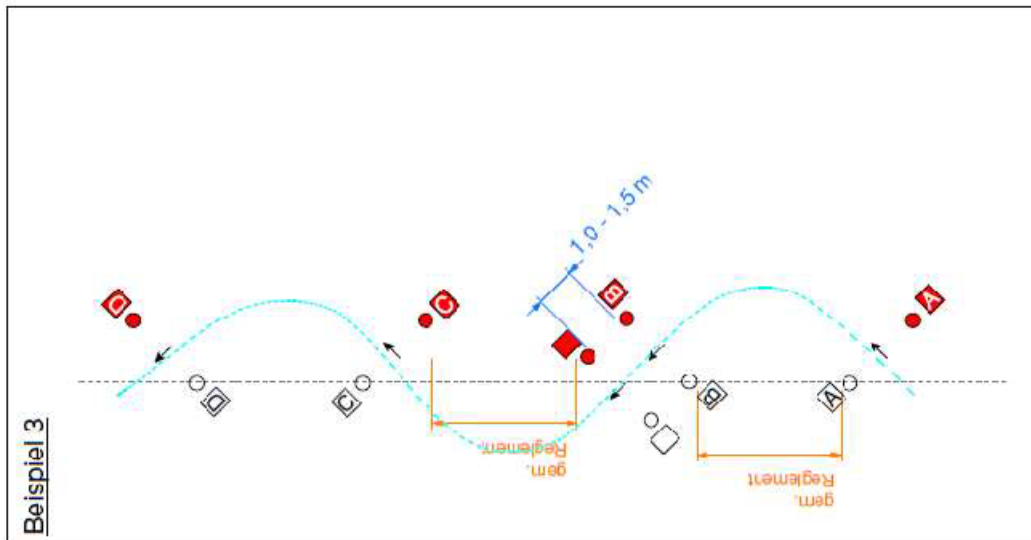 Beispiel 3
D
C
B
A
1,0 - 1,5 m
D
C
B
A
gem.
Reglement
gem.
Reglement